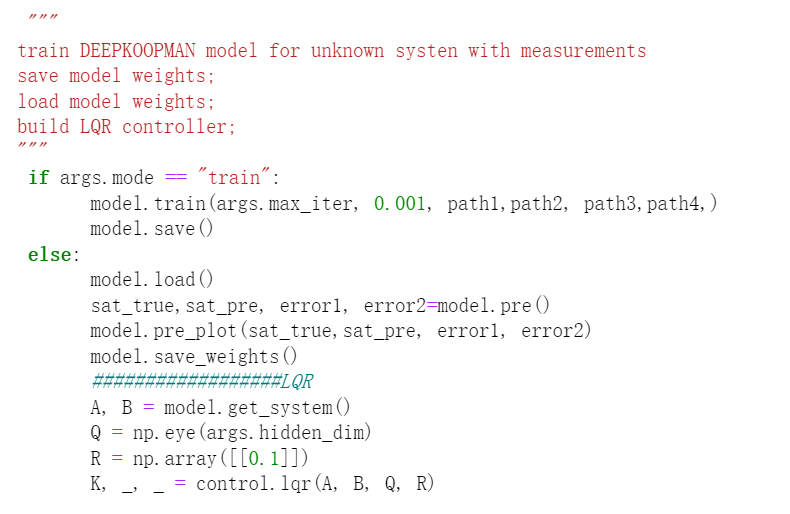 """
train DEEPKOOPMAN model for unknown systen with measurements
save model weights;
load model weights;
build LQR controller;
"""
if args.mode == "train":
model.train(args.max_iter, 0.001, path1,path2, path3,path4,)
model.save()
else:
model.load()
sat_true,sat_pre, error1, error2=model.pre()
model.pre_plot(sat_true,sat_pre, error1, error2)
model.save_weights()
##################LQR
A, B = model.get_system()
Q = np.eye(args.hidden_dim)
R = np.array([[0.1]])
K, _, _ = control.lqr(A, B, Q, R)